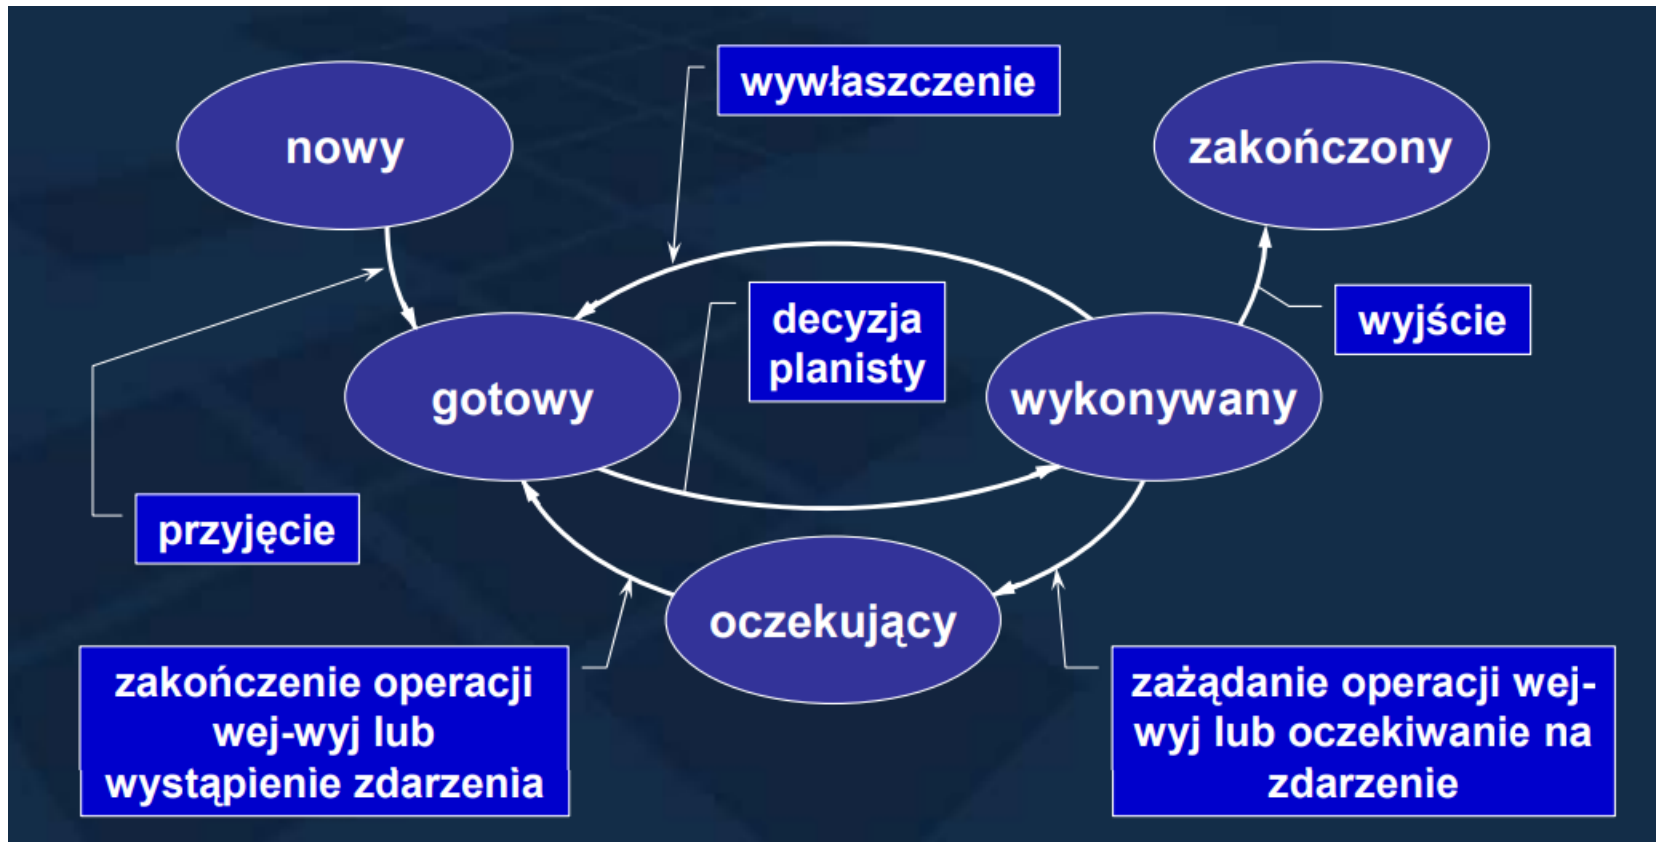 wywłaszczenie
nowy
zakończony
decyzja
planisty
wyjście
gotowy
wykonywany
przyjęcie
oczekujący
zakończenie operacji
wej-wyj lub
wystąpienie zdarzenia
zażądanie operacji wej-
wyj lub oczekiwanie na
zdarzenie